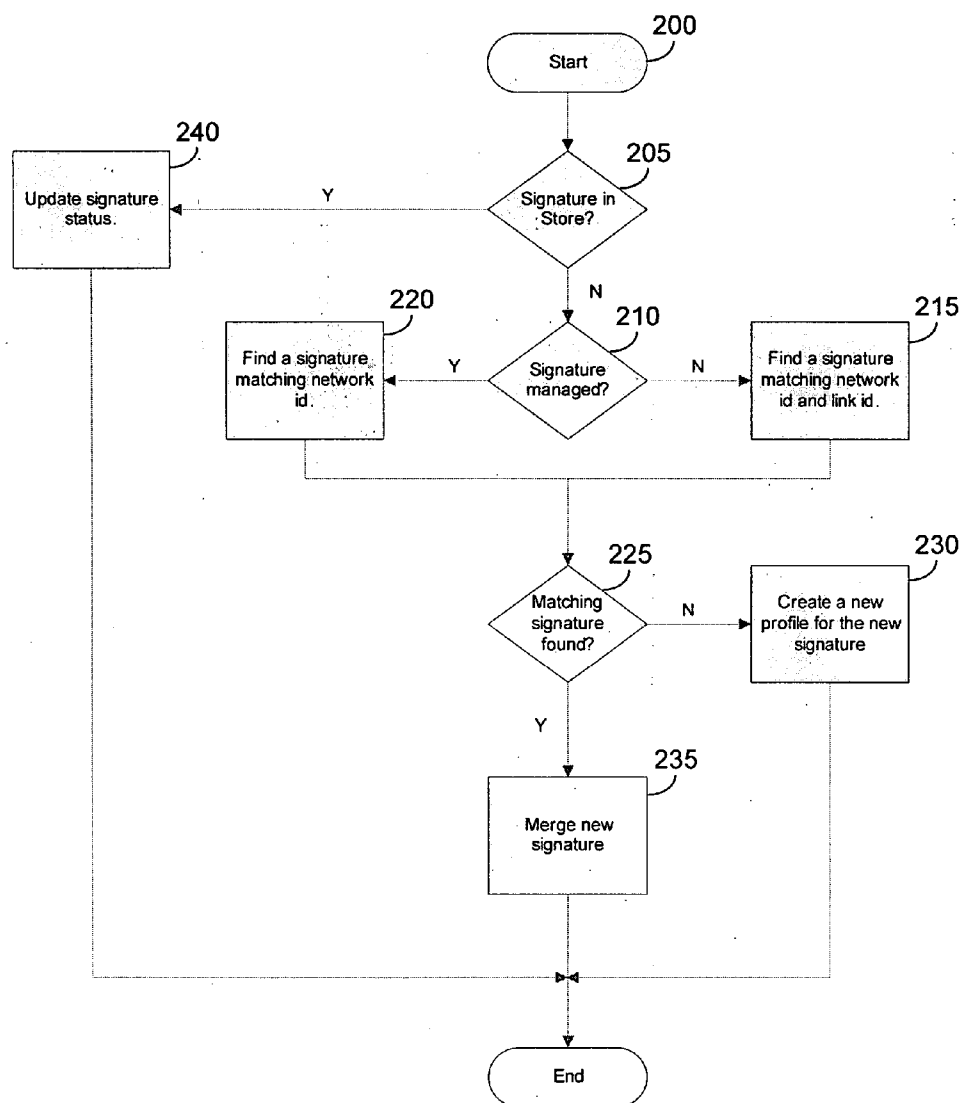 200
Start
240
205
Update signature
status.
Y
Signature in
Store?
N
220
210
215
Find a signature
matching network
id.
Y
Signature
managed?
N
Find a signature
matching network
id and link id.
225
230
Matching
signature
found?
N
Create a new
profile for the new
signature
Y
235
Merge new
signature
End